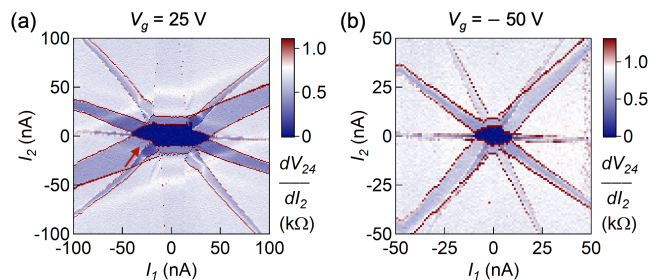 (a)
V_g = 25 V
100
50
0
-50
-100
I_2 (nA)
-100
-50
0
50
100
I_1 (nA)
1.0
0.5
0
dV_24
dI_2
(kΩ)
(b)
V_g = − 50 V
50
25
0
-25
-50
I_2 (nA)
-50
-25
0
25
50
I_1 (nA)
1.0
0.5
0
dV_24
dI_2
(kΩ)